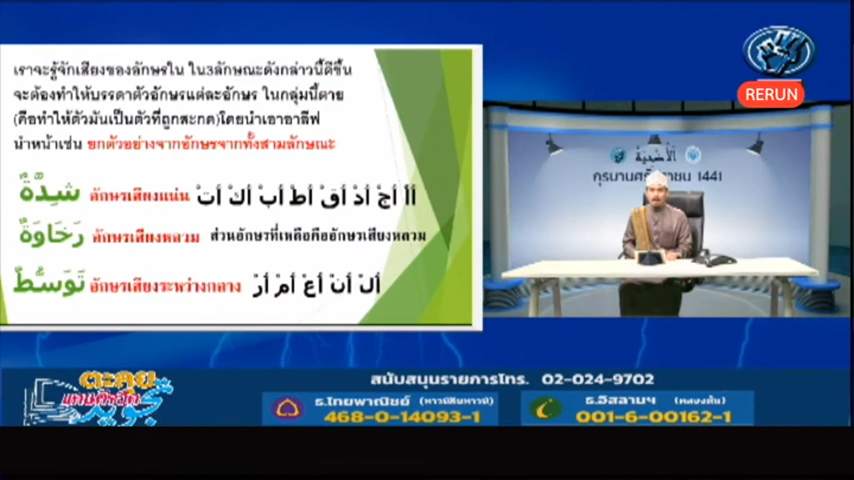 เราจะรู้จักเสียงของอักษรใน ใน3ลักษณะดังกล่าวนี้ดีขึ้น
จะต้องทำให้บรรดาตัวอักษรแต่ละอักษร ในกลุ่มนี้ตาย
(คือทำให้ตัวมันเป็นตัวที่ถูกสะกด)โดยนำเอาอาลีฟ
นำหน้าเช่น ยกตัวอย่างจากอักษรจากทั้งสามลักษณะ
شِدَّةٌ อักษรเสียงแน่น أَأْ أَجْ أَدْ أَقْ أَطْ أَبْ أَكْ أَتْ
رَخَاوَةٌ อักษรเสียงหลวม ส่วนอักษรที่เหลือคืออักษรเสียงหลวม
تَوَسُّطٌ อักษรเสียงระหว่างกลาง أَلْ أَنْ أَعْ أَمْ أَرْ
RERUN
الْأُضْحِيَة
1441
ตะลุย
تجويد
สนับสนุนรายการโทร. 02-024-9702
ธ.ไทยพาณิชย์
468-0-14093-1
ธ.อิสลามฯ (คลองตัน)
001-6-00162-1